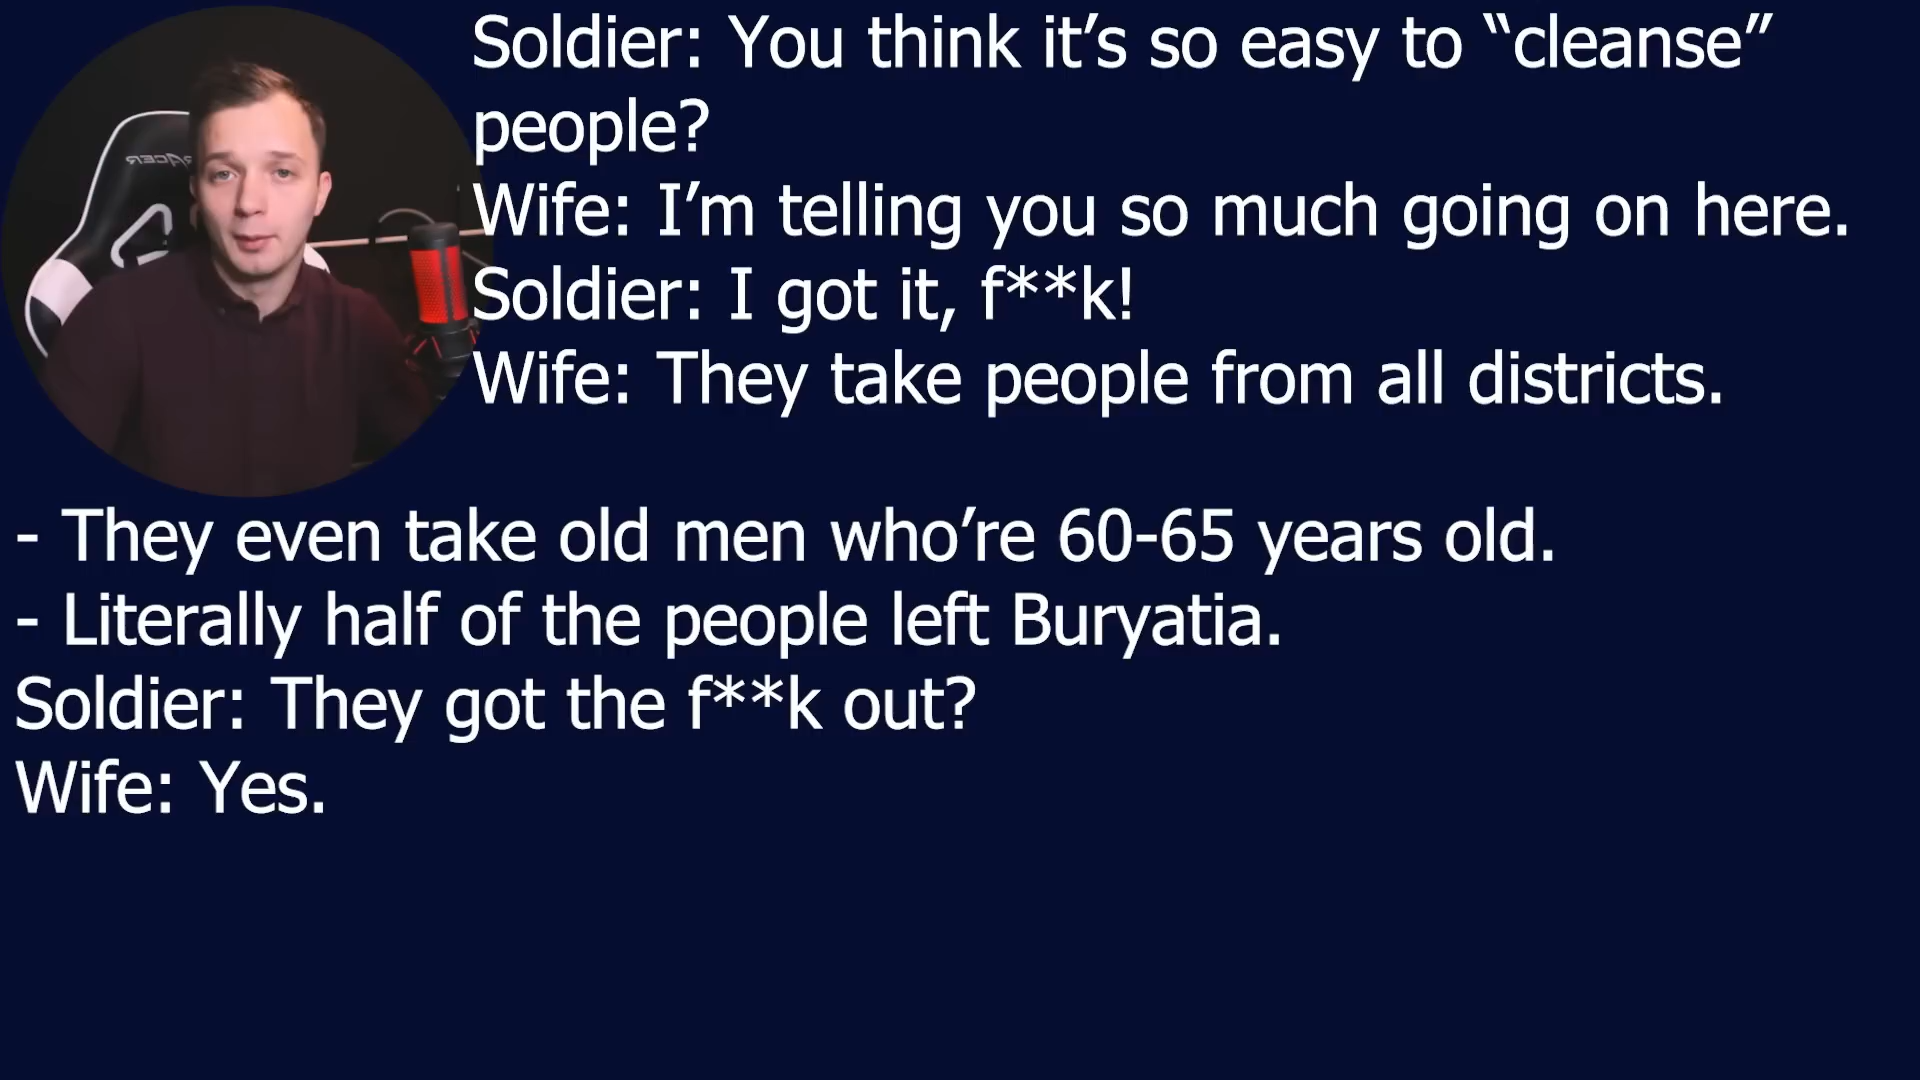 Soldier: You think it’s so easy to “cleanse”
people?
Wife: I’m telling you so much going on here.
Soldier: I got it, f**k!
Wife: They take people from all districts.
- They even take old men who’re 60-65 years old.
- Literally half of the people left Buryatia.
Soldier: They got the f**k out?
Wife: Yes.